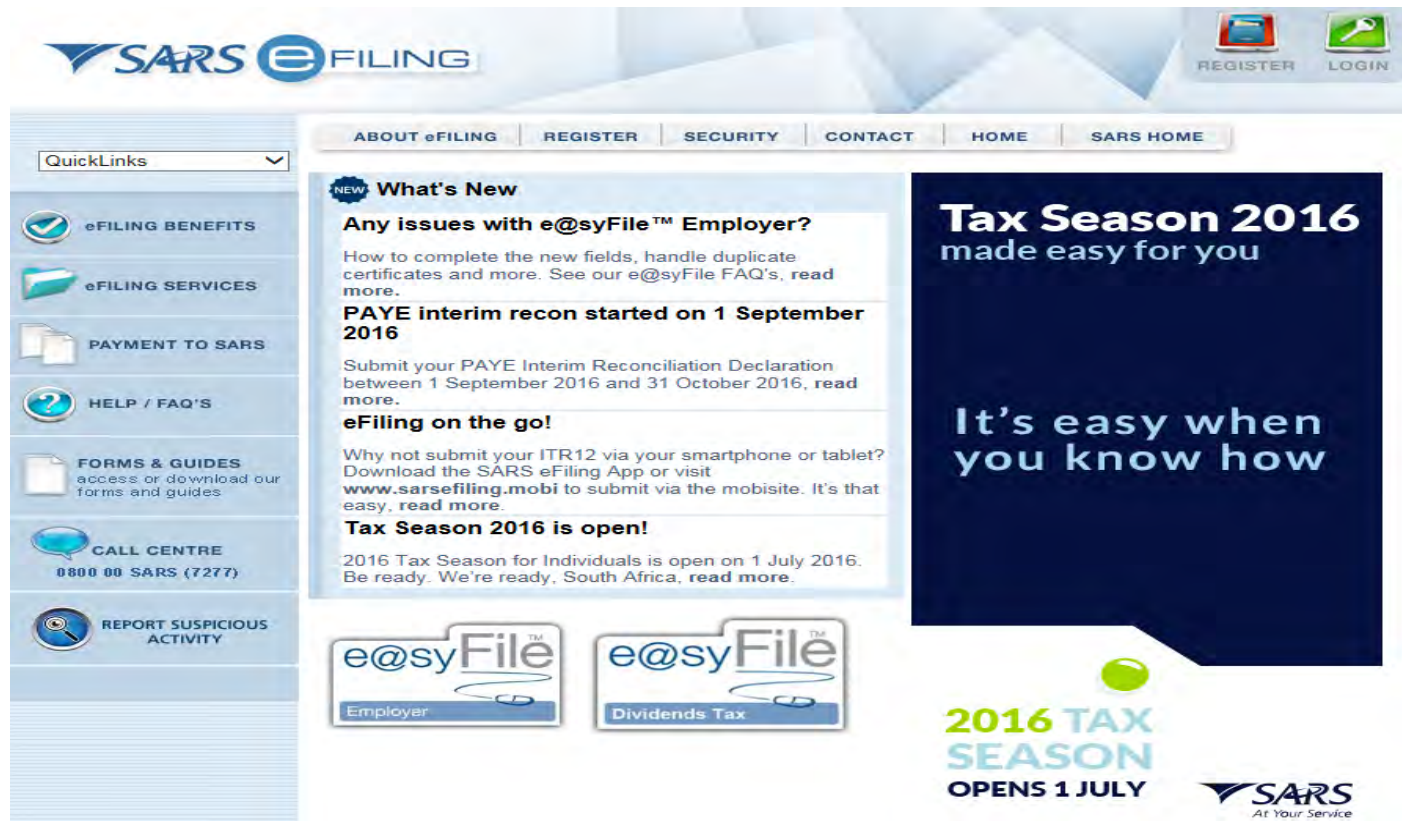 SARS eFILING
REGISTER
LOGIN
ABOUT eFILING
REGISTER
SECURITY
CONTACT
HOME
SARS HOME
QuickLinks
eFILING BENEFITS
eFILING SERVICES
PAYMENT TO SARS
HELP / FAQ'S
FORMS & GUIDES
access or download our
forms and guides
CALL CENTRE
0800 00 SARS (7277)
REPORT SUSPICIOUS
ACTIVITY
NEW What's New
Any issues with e@syFile™ Employer?
How to complete the new fields, handle duplicate
certificates and more. See our e@syFile FAQ's, read
more.
PAYE interim recon started on 1 September
2016
Submit your PAYE Interim Reconciliation Declaration
between 1 September 2016 and 31 October 2016, read
more.
eFiling on the go!
Why not submit your ITR12 via your smartphone or tablet?
Download the SARS eFiling App or visit
www.sarsefiling.mobi to submit via the mobisite. It's that
easy, read more.
Tax Season 2016 is open!
2016 Tax Season for Individuals is open on 1 July 2016.
Be ready. We're ready, South Africa, read more.
e@syFile™
Employer
e@syFile™
Dividends Tax
Tax Season 2016
made easy for you
It's easy when
you know how
2016 TAX
SEASON
OPENS 1 JULY
SARS
At Your Service